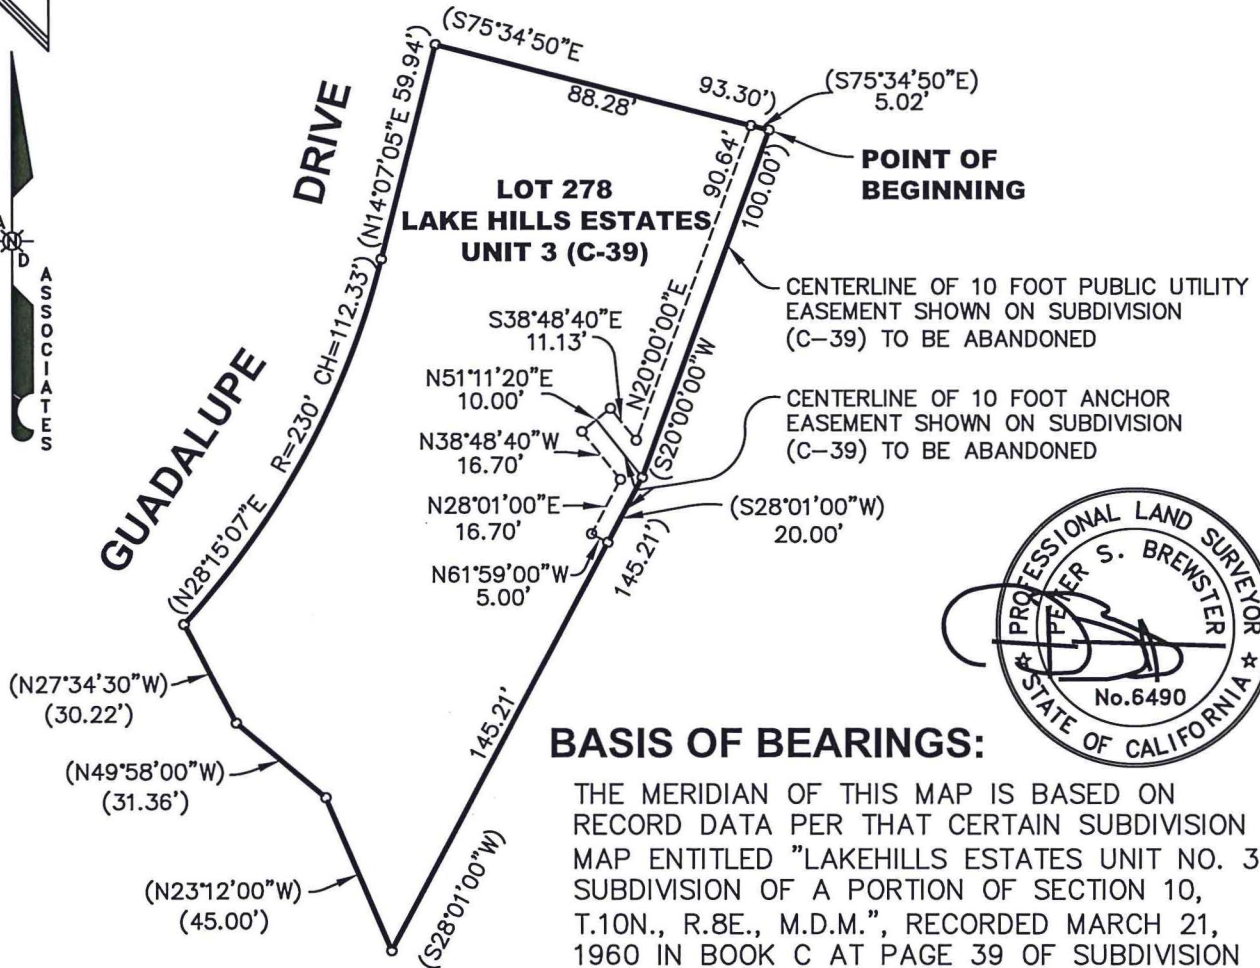 (S75°34'50"E
93.30')
88.28'
(S75°34'50"E)
5.02'
POINT OF
BEGINNING
(N14°07'05"E 59.94')
DRIVE
LOT 278
LAKE HILLS ESTATES
UNIT 3 (C-39)
90.64'
100.00')
N20°00'00"E
(S20°00'00"W
CENTERLINE OF 10 FOOT PUBLIC UTILITY
EASEMENT SHOWN ON SUBDIVISION
(C-39) TO BE ABANDONED
CENTERLINE OF 10 FOOT ANCHOR
EASEMENT SHOWN ON SUBDIVISION
(C-39) TO BE ABANDONED
N
D
ASSOCIATES
S38°48'40"E
11.13'
N51°11'20"E
10.00'
N38°48'40"W
16.70'
N28°01'00"E
16.70'
N61°59'00"W
5.00'
(S28°01'00"W)
20.00'
145.21')
GUADALUPE
(N28°15'07"E R=230' CH=112.33')
(N27°34'30"W)
(30.22')
(N49°58'00"W)
(31.36')
(N23°12'00"W)
(45.00')
145.21'
(S28°01'00"W)
PROFESSIONAL LAND SURVEYOR
PETER S. BREWSTER
No.6490
STATE OF CALIFORNIA
BASIS OF BEARINGS:
THE MERIDIAN OF THIS MAP IS BASED ON
RECORD DATA PER THAT CERTAIN SUBDIVISION
MAP ENTITLED "LAKEHILLS ESTATES UNIT NO. 3
SUBDIVISION OF A PORTION OF SECTION 10,
T.10N., R.8E., M.D.M.", RECORDED MARCH 21,
1960 IN BOOK C AT PAGE 39 OF SUBDIVISION